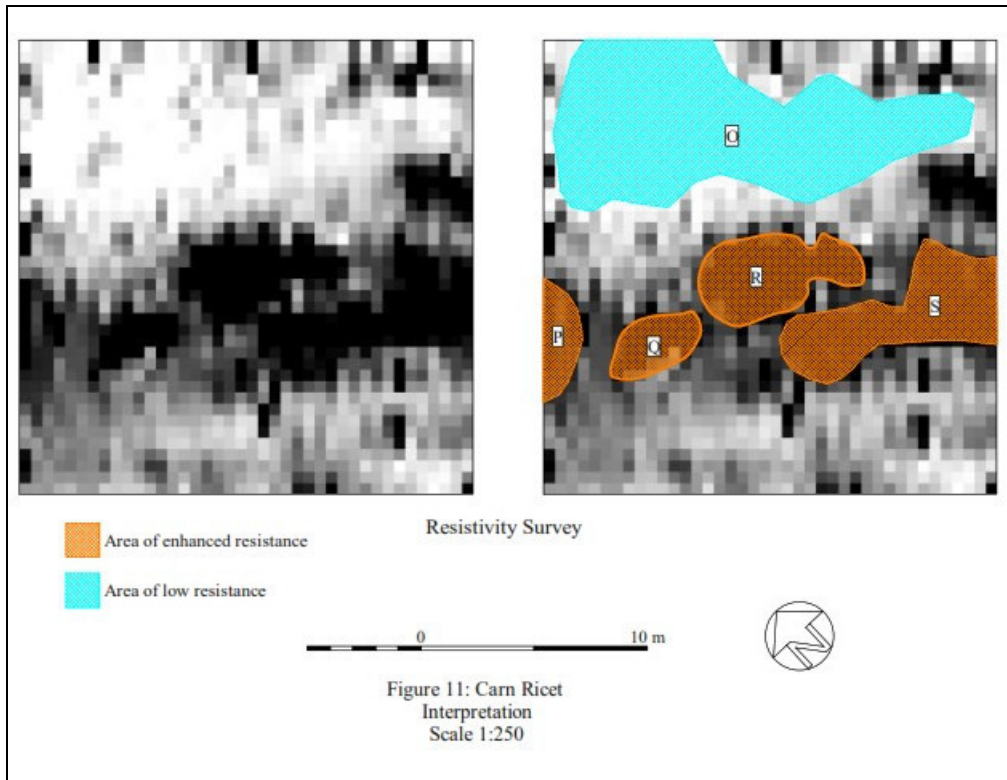 O
R
S
P
Q
Resistivity Survey
Area of enhanced resistance
Area of low resistance
0 10 m
Figure 11: Carn Ricet
Interpretation
Scale 1:250